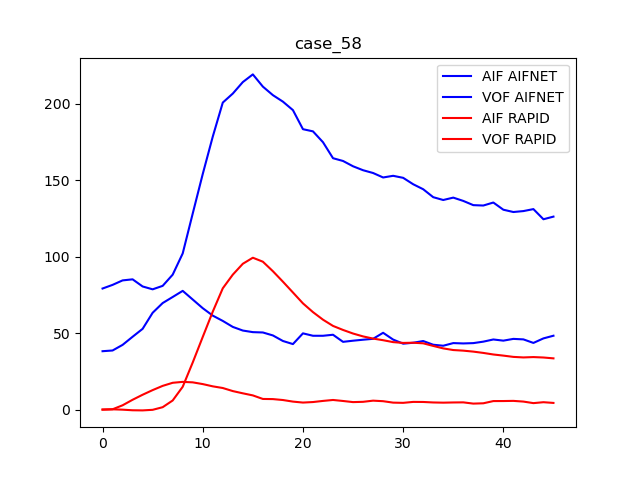 case_58
AIF AIFNET
VOF AIFNET
AIF RAPID
VOF RAPID
200
150
100
50
0
0 10 20 30 40